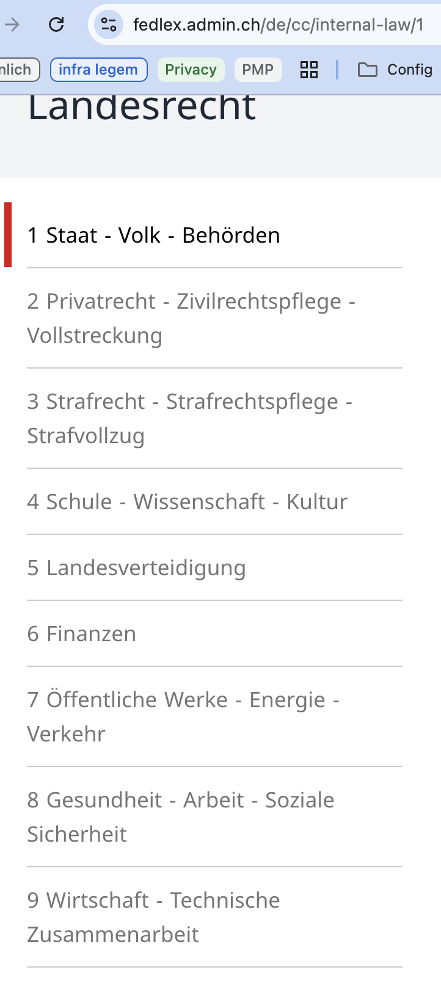 fedlex.admin.ch/de/cc/internal-law/1
nlich infra legem Privacy PMP Config
Landesrecht
1 Staat - Volk - Behörden
2 Privatrecht - Zivilrechtspflege -
Vollstreckung
3 Strafrecht - Strafrechtspflege -
Strafvollzug
4 Schule - Wissenschaft - Kultur
5 Landesverteidigung
6 Finanzen
7 Öffentliche Werke - Energie -
Verkehr
8 Gesundheit - Arbeit - Soziale
Sicherheit
9 Wirtschaft - Technische
Zusammenarbeit